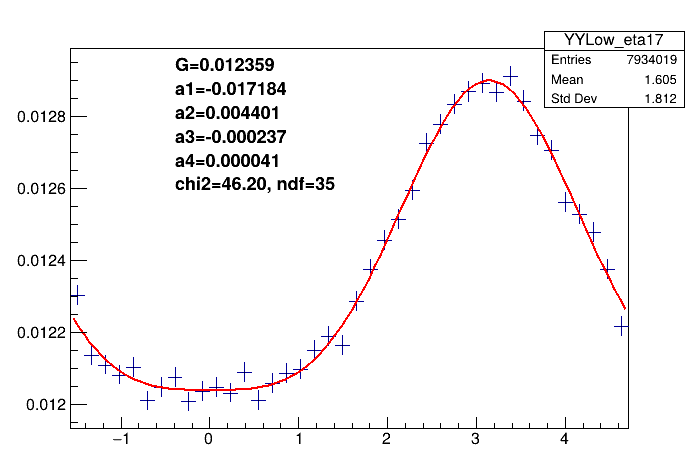 YYLow_eta17
Entries 7934019
Mean 1.605
Std Dev 1.812
G=0.012359
a1=-0.017184
a2=0.004401
a3=-0.000237
a4=0.000041
chi2=46.20, ndf=35
0.0128
0.0126
0.0124
0.0122
0.012
−1 0 1 2 3 4